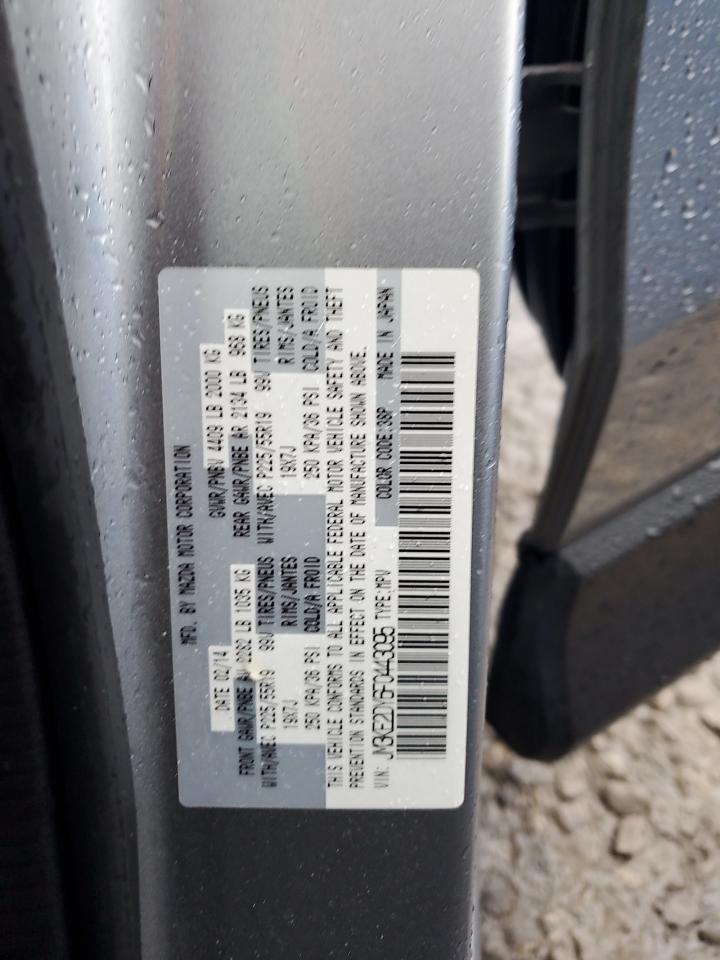 MFD. BY MAZDA MOTOR CORPORATION
DATE 02/14 GVWR/PNBV 4409 LB 2000 KG
FRONT GAWR/PNBE AV 2282 LB 1035 KG REAR GAWR/PNBE AR 2134 LB 968 KG
WITH/AVEC P225/55R19 99V TIRES/PNEUS WITH/AVEC P225/55R19 99V TIRES/PNEUS
19X7J RIMS/JANTES 19X7J RIMS/JANTES
250 KPA/36 PSI COLD/A FROID 250 KPA/36 PSI COLD/A FROID
THIS VEHICLE CONFORMS TO ALL APPLICABLE FEDERAL MOTOR VEHICLE SAFETY AND THEFT
PREVENTION STANDARDS IN EFFECT ON THE DATE OF MANUFACTURE SHOWN ABOVE.
VIN: JM3KE2DY6F0443095 TYPE:MPV COLOR CODE:38P MADE IN JAPAN